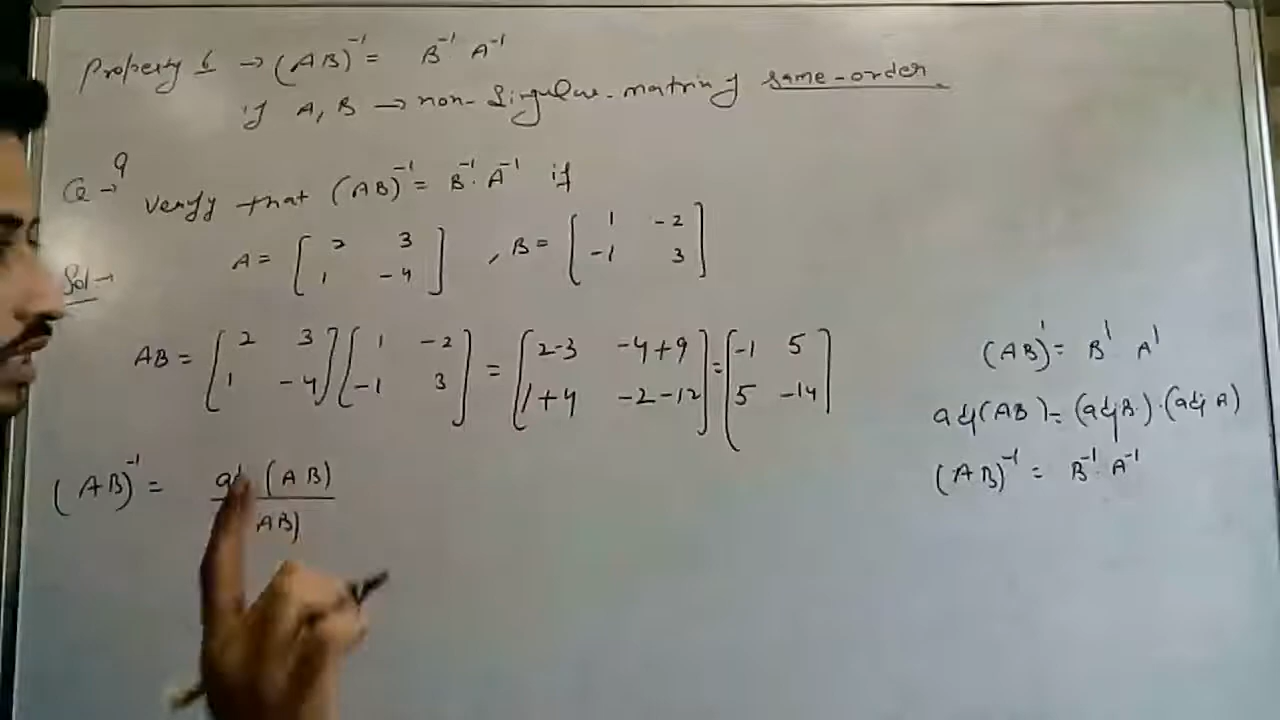 Property 6 → (AB)⁻¹ = B⁻¹ A⁻¹
if A, B → non-singular matrix of same-order
Q → 9 Verify that (AB)⁻¹ = B⁻¹. A⁻¹ if
A = [ 2 3
1 -4 ] , B = [ 1 -2
-1 3 ]
Sol →
AB = [ 2 3
1 -4 ] [ 1 -2
-1 3 ] = [ 2-3 -4+9
1+4 -2-12 ] = [ -1 5
5 -14 ]
(AB)⁻¹ = (AB)
AB|
(AB)' = B' A'
adj(AB) = (adj B).(adj A)
(AB)⁻¹ = B⁻¹. A⁻¹